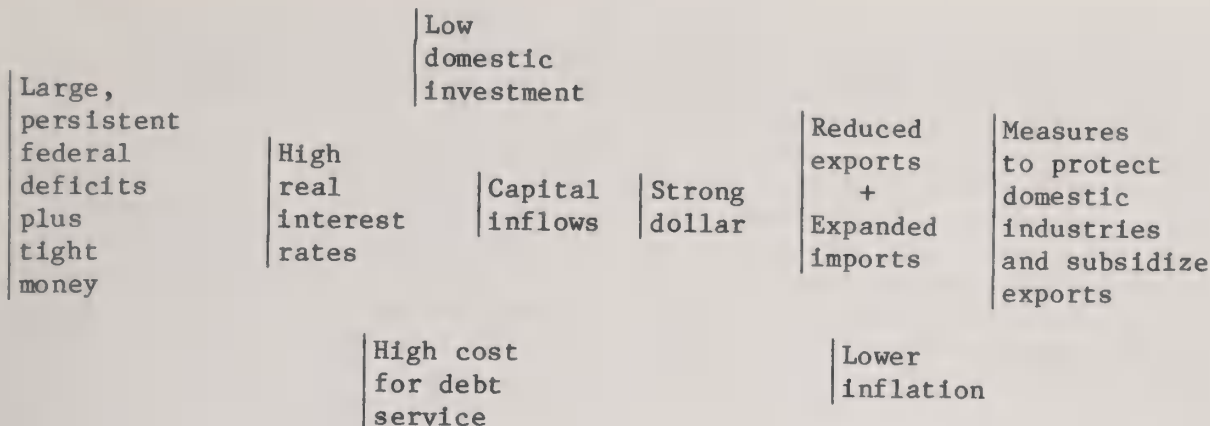 Large,
persistent
federal
deficits
plus
tight
money
High
real
interest
rates
Low
domestic
investment
Capital
inflows
High cost
for debt
service
Strong
dollar
Reduced
exports
+
Expanded
imports
Lower
inflation
Measures
to protect
domestic
industries
and subsidize
exports